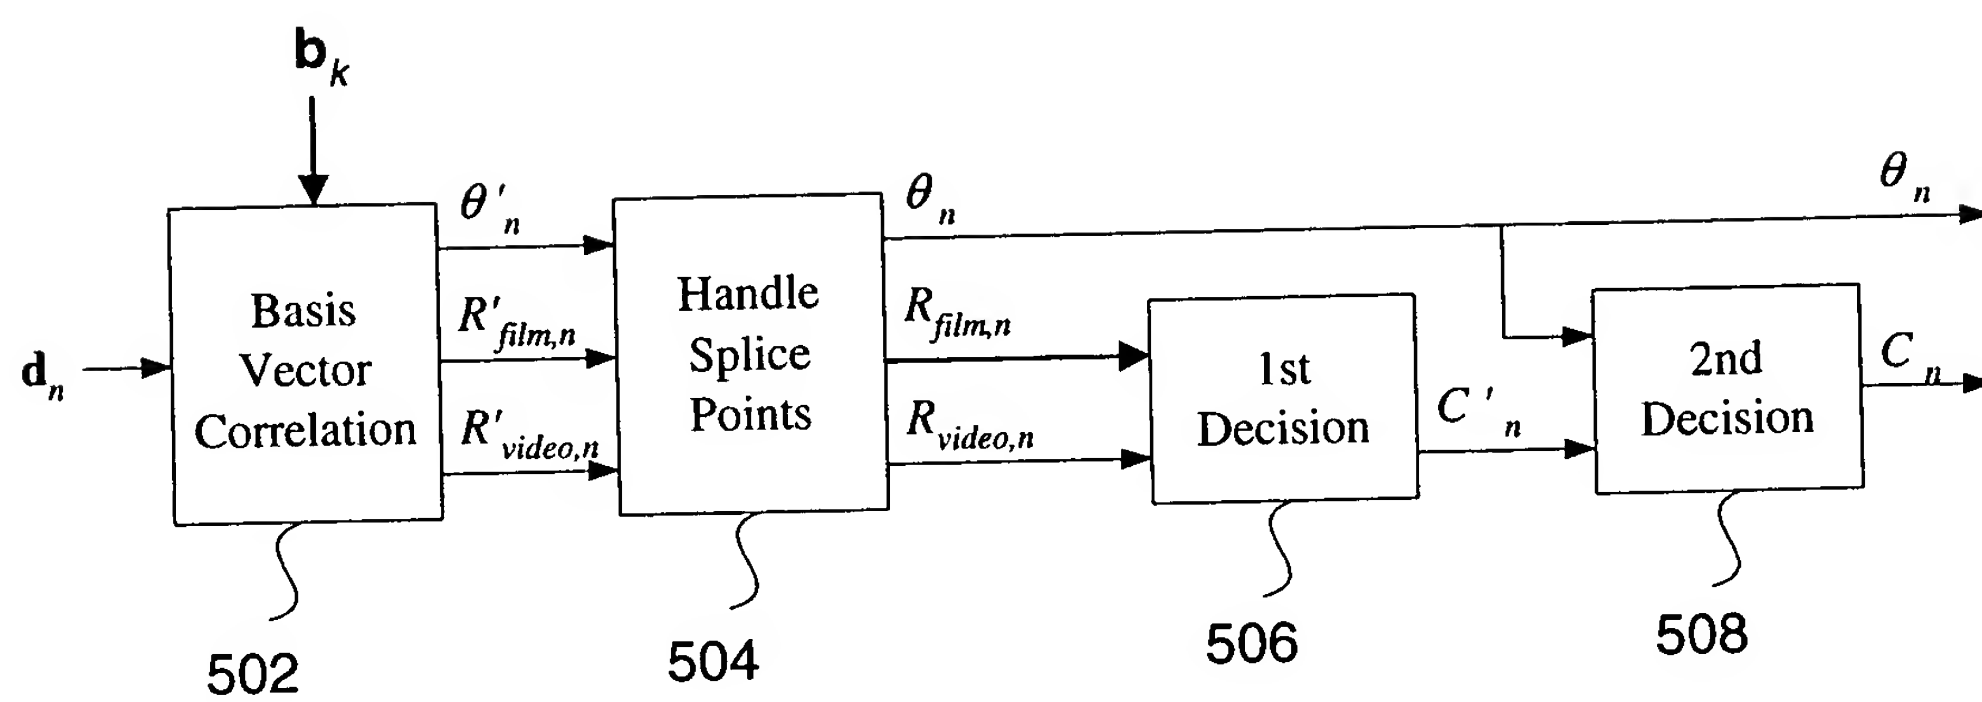 b_k
d_n
Basis
Vector
Correlation
θ'_n
R'_film,n
R'_video,n
Handle
Splice
Points
θ_n
R_film,n
R_video,n
1st
Decision
C'_n
2nd
Decision
θ_n
C_n
502
504
506
508